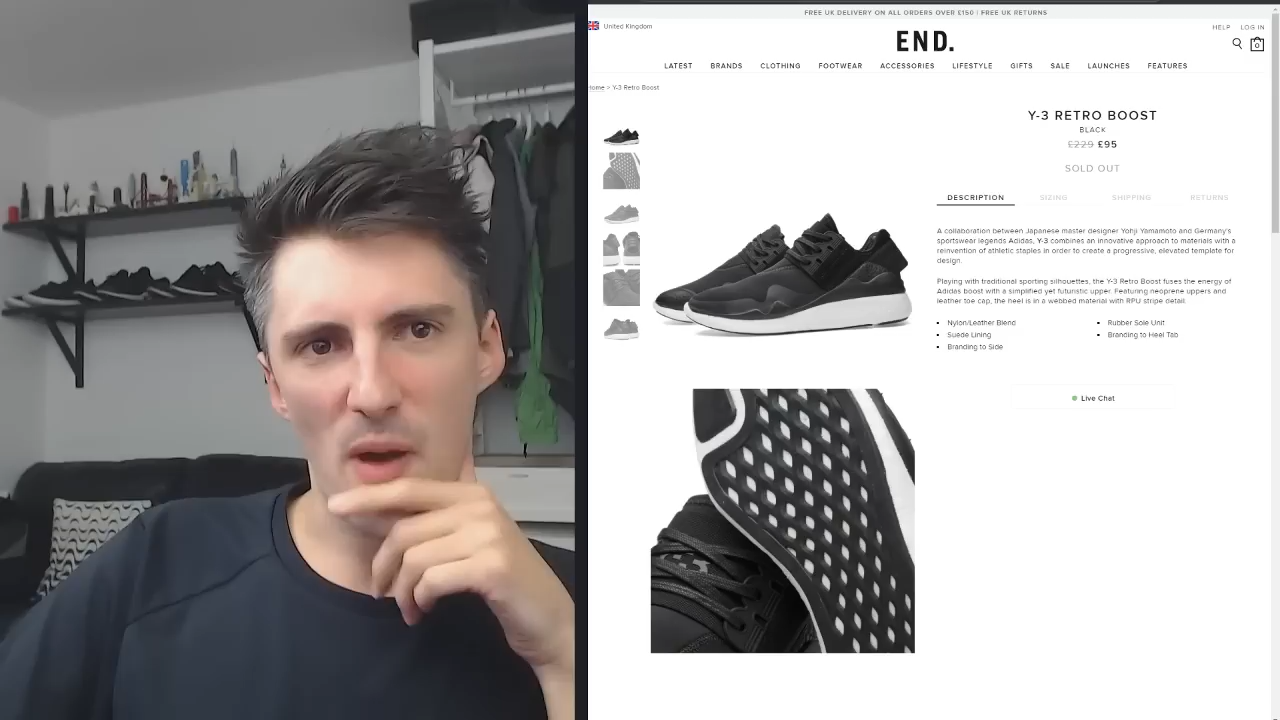 FREE UK DELIVERY ON ALL ORDERS OVER £150 | FREE UK RETURNS
United Kingdom
HELP LOG IN
END.
0
LATEST BRANDS CLOTHING FOOTWEAR ACCESSORIES LIFESTYLE GIFTS SALE LAUNCHES FEATURES
Home > Y-3 Retro Boost
Y-3 RETRO BOOST
BLACK
£229 £95
SOLD OUT
DESCRIPTION SIZING SHIPPING RETURNS
A collaboration between Japanese master designer Yohji Yamamoto and Germany's
sportswear legends Adidas, Y-3 combines an innovative approach to materials with a
reinvention of athletic staples in order to create a progressive, elevated template for
design.
Playing with traditional sporting silhouettes, the Y-3 Retro Boost fuses the energy of
Adidas boost with a simplified yet futuristic upper. Featuring neoprene uppers and
leather toe cap, the heel is in a webbed material with RPU stripe detail.
Nylon/Leather Blend
Suede Lining
Branding to Side
Rubber Sole Unit
Branding to Heel Tab
Live Chat